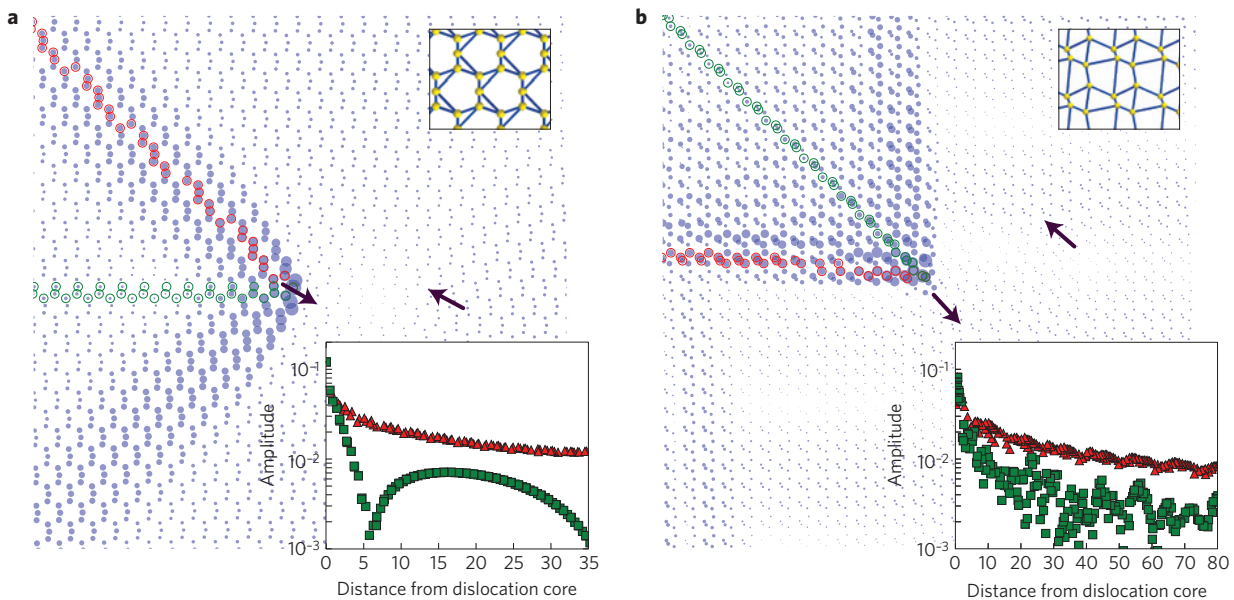 a
b
10⁻¹
10⁻²
10⁻³
Amplitude
0 5 10 15 20 25 30 35
Distance from dislocation core
10⁻¹
10⁻²
10⁻³
Amplitude
0 10 20 30 40 50 60 70 80
Distance from dislocation core